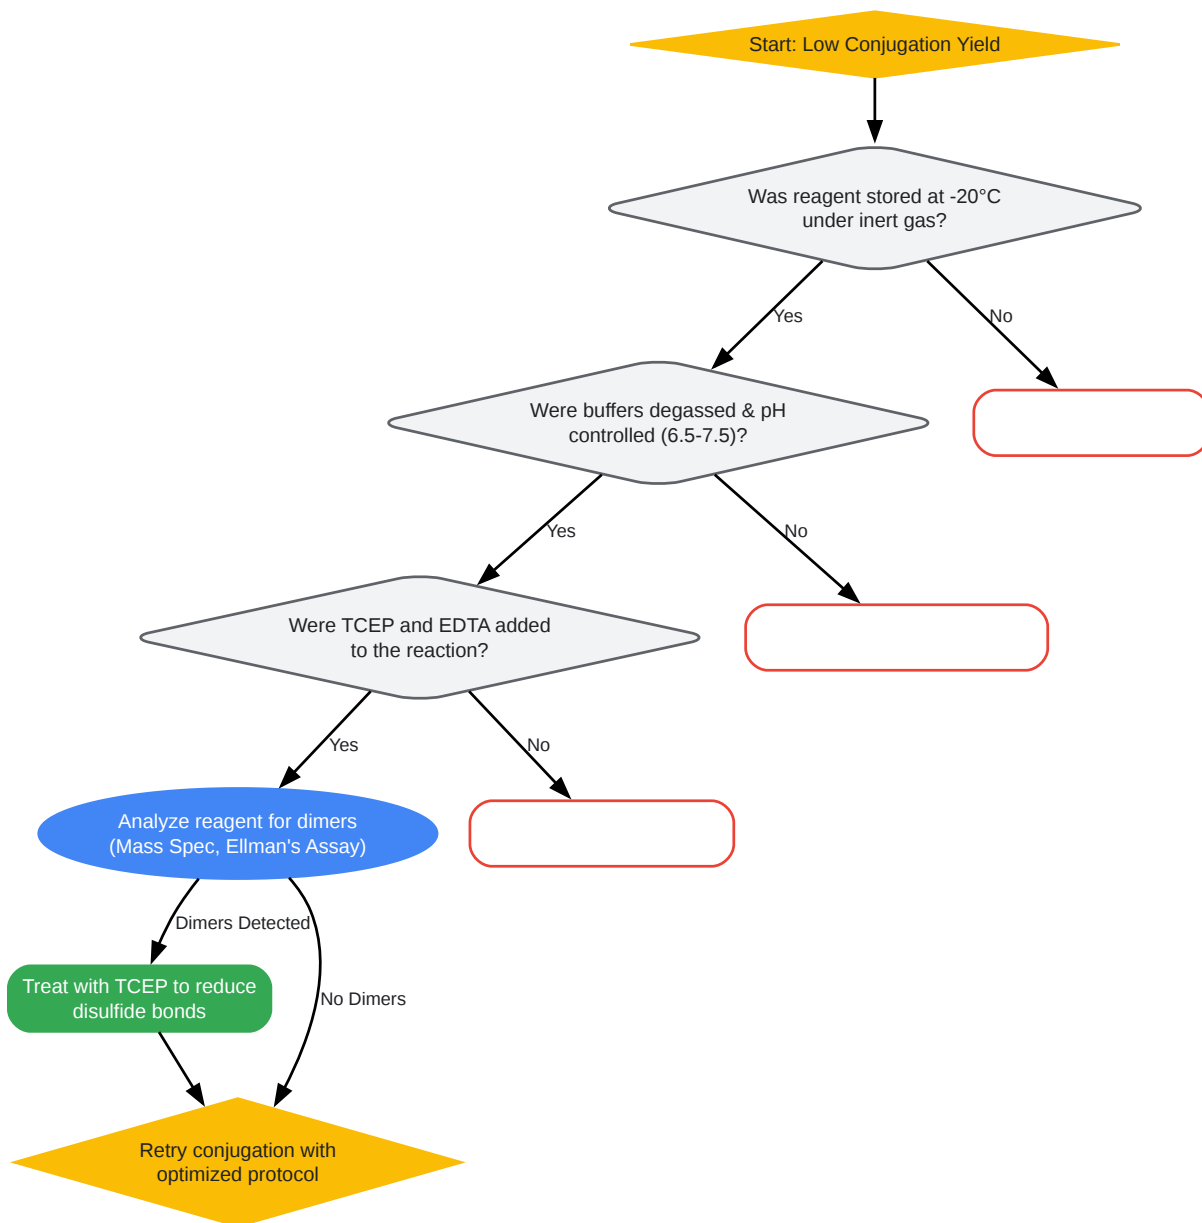 Start: Low Conjugation Yield
Was reagent stored at -20°C
under inert gas?
Yes
No
Were buffers degassed & pH
controlled (6.5-7.5)?
Yes
No
Were TCEP and EDTA added
to the reaction?
Yes
No
Analyze reagent for dimers
(Mass Spec, Ellman's Assay)
Dimers Detected
Treat with TCEP to reduce
disulfide bonds
No Dimers
Retry conjugation with
optimized protocol